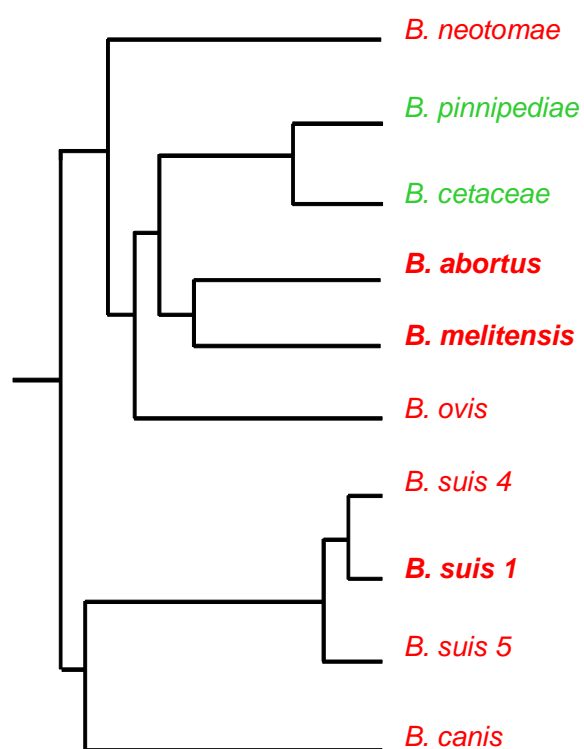 B. neotomae
B. pinnipediae
B. cetaceae
B. abortus
B. melitensis
B. ovis
B. suis 4
B. suis 1
B. suis 5
B. canis